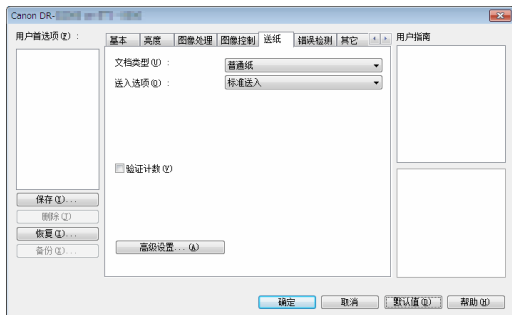 Canon DR-
用户首选项(P) :
基本 亮度 图像处理 图像控制 送纸 错误检测 其它
用户指南
文档类型(U) :
普通纸
送入选项(Q) :
标准送入
验证计数(Y)
保存(X)...
删除(T)
恢复(Z)...
备份(K)...
高级设置...(A)
确定 取消 默认值(D) 帮助(H)